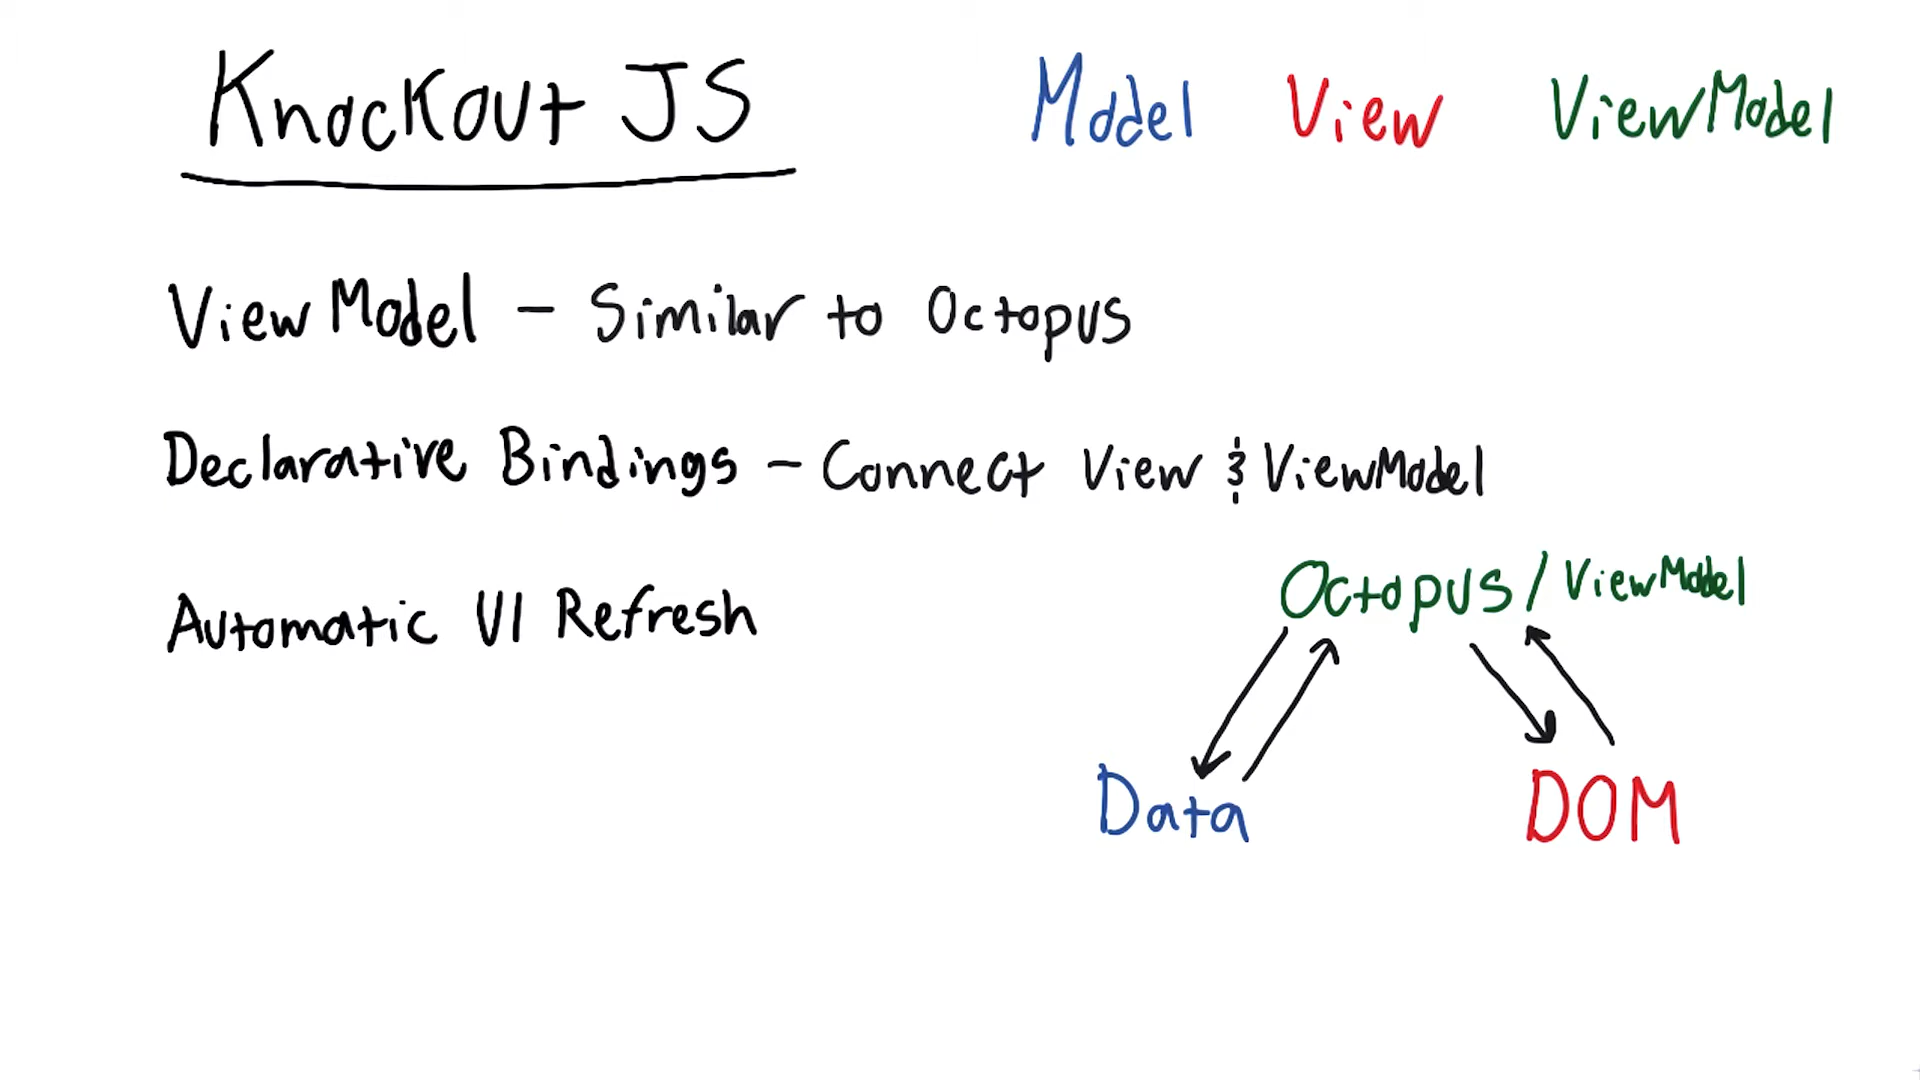 Knockout JS
Model View ViewModel
ViewModel - Similar to Octopus
Declarative Bindings - Connect View & ViewModel
Automatic UI Refresh
Octopus / ViewModel
Data
DOM